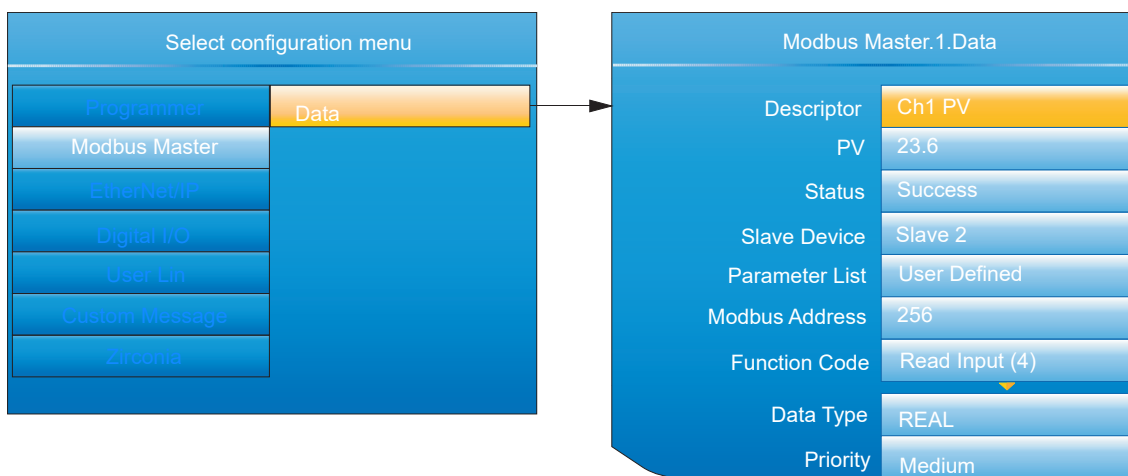 Select configuration menu
Programmer
Data
Modbus Master
EtherNet/IP
Digital I/O
User Lin
Custom Message
Zirconia
Modbus Master.1.Data
Descriptor Ch1 PV
PV 23.6
Status Success
Slave Device Slave 2
Parameter List User Defined
Modbus Address 256
Function Code Read Input (4)
Data Type REAL
Priority Medium